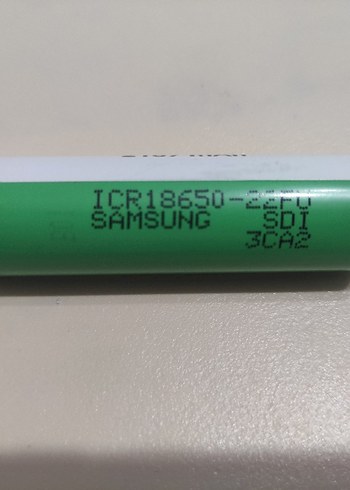 ICR18650-22FU
SAMSUNG SDI
3CA2